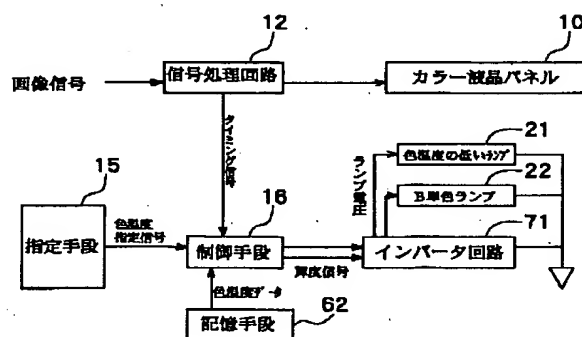 12
10
画像信号
信号処理回路
カラー液晶パネル
タイミング信号
ランプ電圧
21
色温度の低いランプ
22
B単色ランプ
15
16
71
指定手段
色温度
指定信号
制御手段
輝度信号
インバータ回路
色温度データ
記憶手段
62